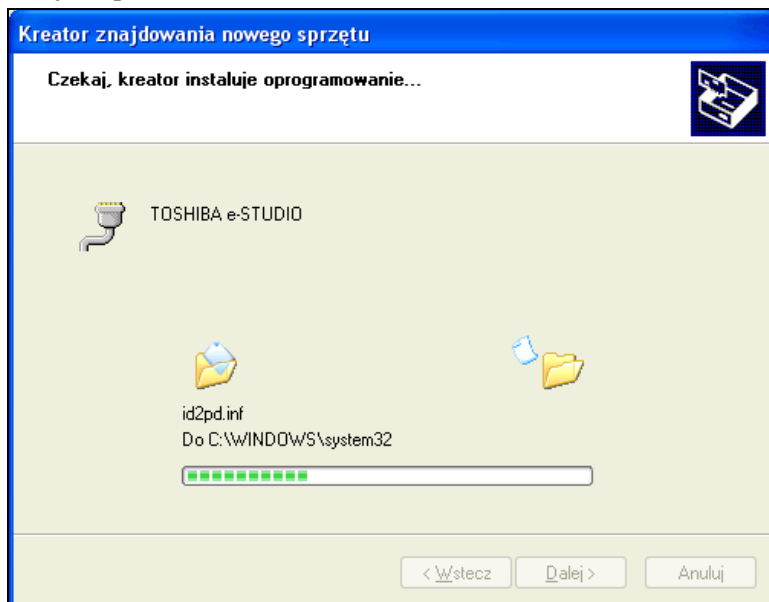 Kreator znajdowania nowego sprzętu
Czekaj, kreator instaluje oprogramowanie...
TOSHIBA e-STUDIO
id2pd.inf
Do C:\WINDOWS\system32
< Wstecz
Dalej >
Anuluj